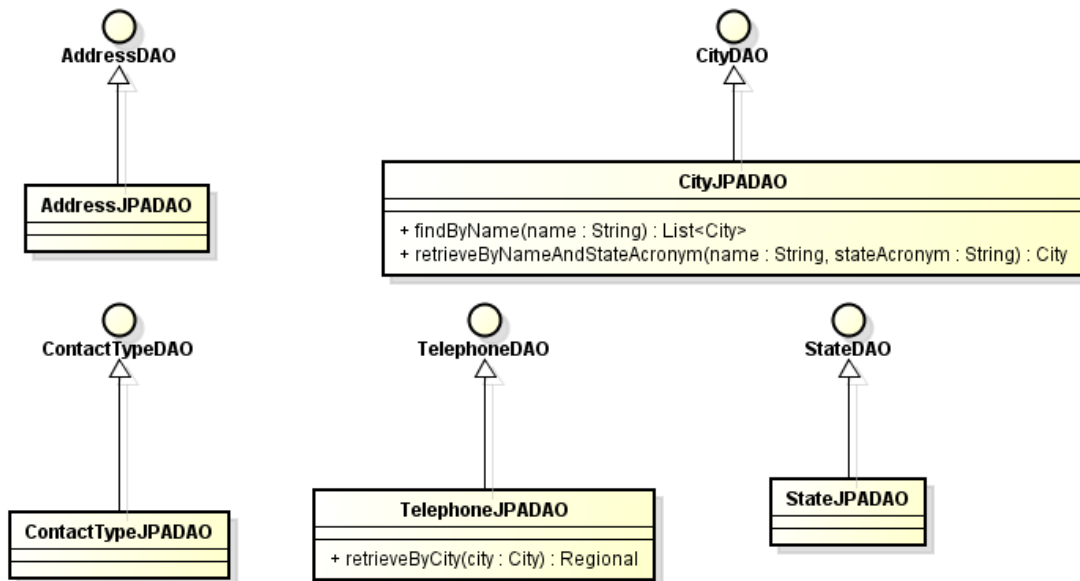 AddressDAO
CityDAO
AddressJPADAO
CityJPADAO
+ findByName(name : String) : List<City>
+ retrieveByNameAndStateAcronym(name : String, stateAcronym : String) : City
ContactTypeDAO
TelephoneDAO
StateDAO
ContactTypeJPADAO
TelephoneJPADAO
+ retrieveByCity(city : City) : Regional
StateJPADAO